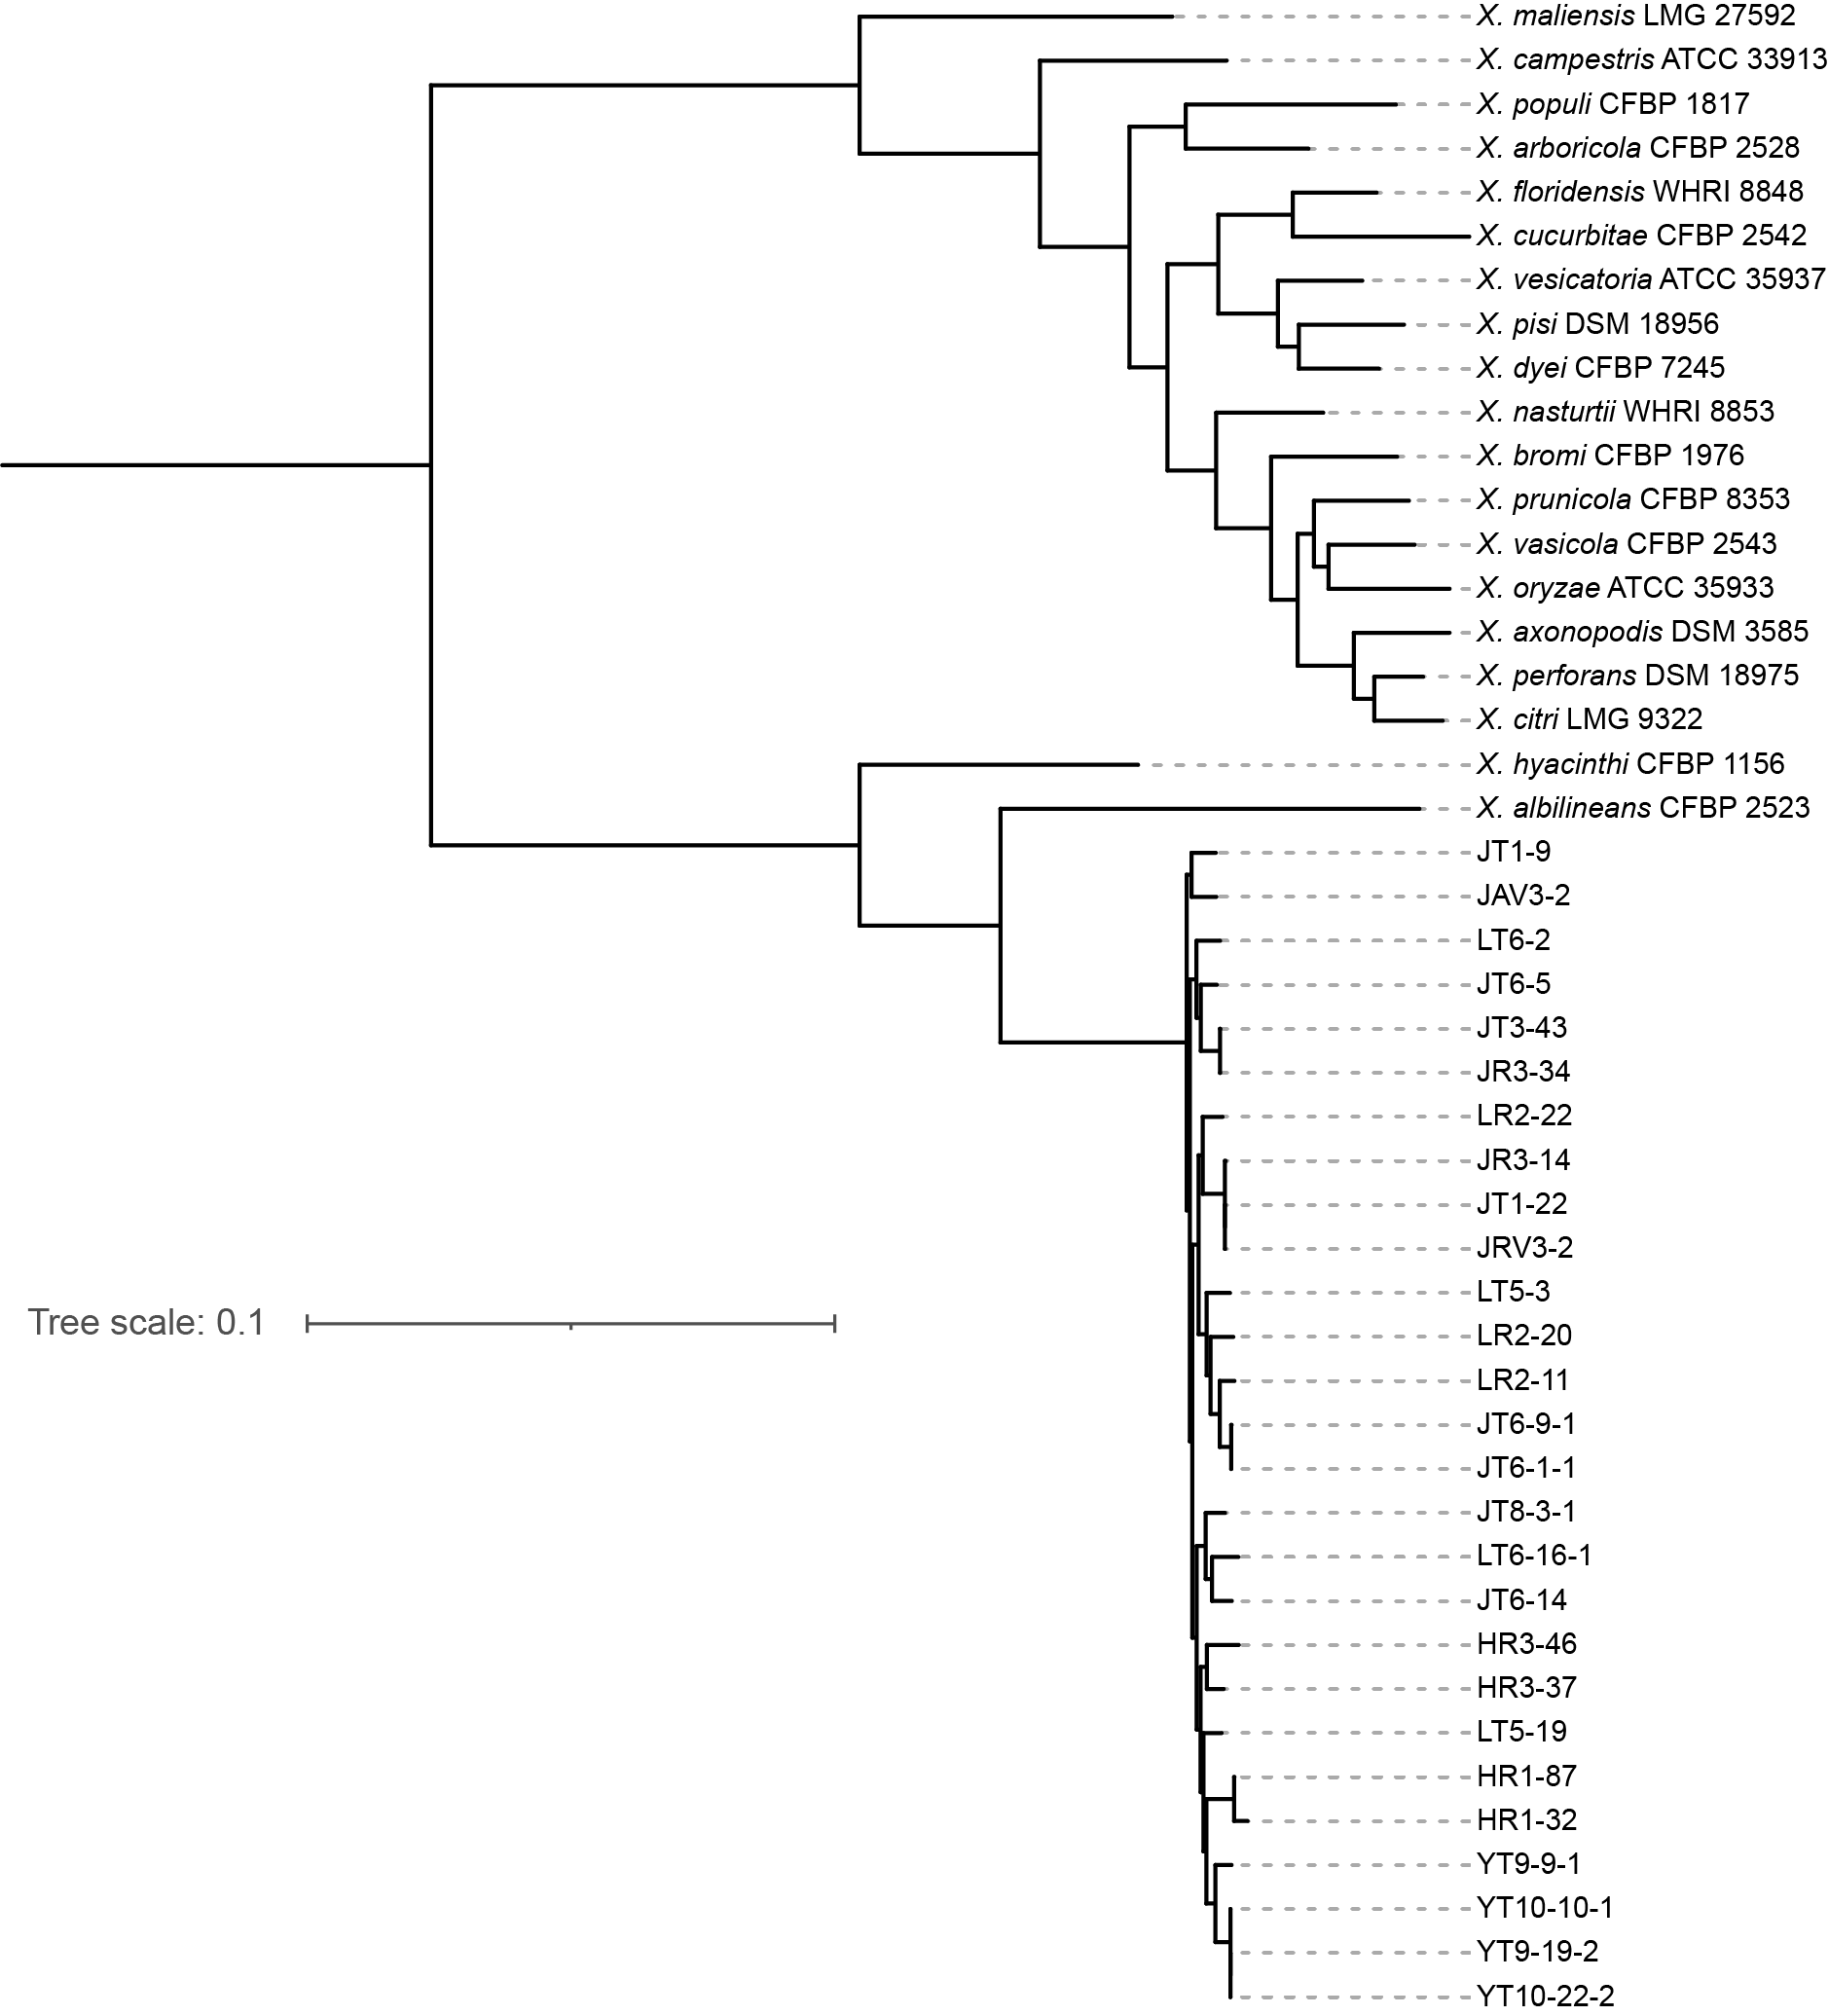 X. maliensis LMG 27592
X. campestris ATCC 33913
X. populi CFBP 1817
X. arboricola CFBP 2528
X. floridensis WHRI 8848
X. cucurbitae CFBP 2542
X. vesicatoria ATCC 35937
X. pisi DSM 18956
X. dyei CFBP 7245
X. nasturtii WHRI 8853
X. bromi CFBP 1976
X. prunicola CFBP 8353
X. vasicola CFBP 2543
X. oryzae ATCC 35933
X. axonopodis DSM 3585
X. perforans DSM 18975
X. citri LMG 9322
X. hyacinthi CFBP 1156
X. albilineans CFBP 2523
JT1-9
JAV3-2
LT6-2
JT6-5
JT3-43
JR3-34
LR2-22
JR3-14
JT1-22
JRV3-2
LT5-3
Tree scale: 0.1
LR2-20
LR2-11
JT6-9-1
JT6-1-1
JT8-3-1
LT6-16-1
JT6-14
HR3-46
HR3-37
LT5-19
HR1-87
HR1-32
YT9-9-1
YT10-10-1
YT9-19-2
YT10-22-2